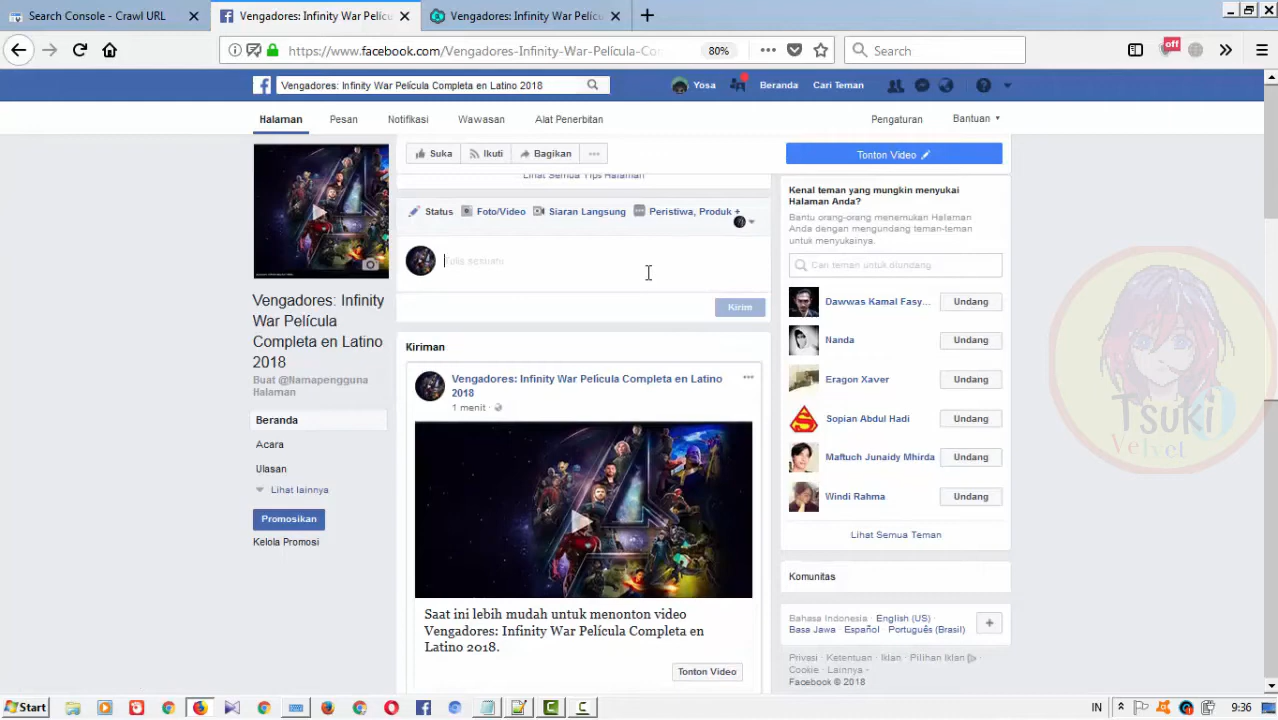 Search Console - Crawl URL
Vengadores: Infinity War Pelícu
Vengadores: Infinity War Pelícu
https://www.facebook.com/Vengadores-Infinity-War-Película-Co
80%
Search
off
Vengadores: Infinity War Película Completa en Latino 2018
Yosa
Beranda
Cari Teman
Halaman
Pesan
Notifikasi
Wawasan
Alat Penerbitan
Pengaturan
Bantuan
Suka
Ikuti
Bagikan
Tonton Video
Lihat Semua Tips Halaman
Status
Foto/Video
Siaran Langsung
Peristiwa, Produk +
Tulis sesuatu
Kirim
Vengadores: Infinity
War Película
Completa en Latino
2018
Buat @Namapengguna
Halaman
Beranda
Acara
Ulasan
Lihat lainnya
Promosikan
Kelola Promosi
Kiriman
Vengadores: Infinity War Película Completa en Latino
2018
1 menit
Saat ini lebih mudah untuk menonton video
Vengadores: Infinity War Película Completa en
Latino 2018.
Tonton Video
Kenal teman yang mungkin menyukai
Halaman Anda?
Bantu orang-orang menemukan Halaman
Anda dengan mengundang teman-teman
untuk menyukainya.
Cari teman untuk diundang
Dawwas Kamal Fasy...
Undang
Nanda
Undang
Eragon Xaver
Undang
Sopian Abdul Hadi
Undang
Maftuch Junaidy Mhirda
Undang
Windi Rahma
Undang
Lihat Semua Teman
Komunitas
Bahasa Indonesia · English (US) ·
Basa Jawa · Español · Português (Brasil)
Privasi · Ketentuan · Iklan · Pilihan Iklan ·
Cookie · Lainnya
Facebook © 2018
Tsuki
Velvet
Start
IN
9:36